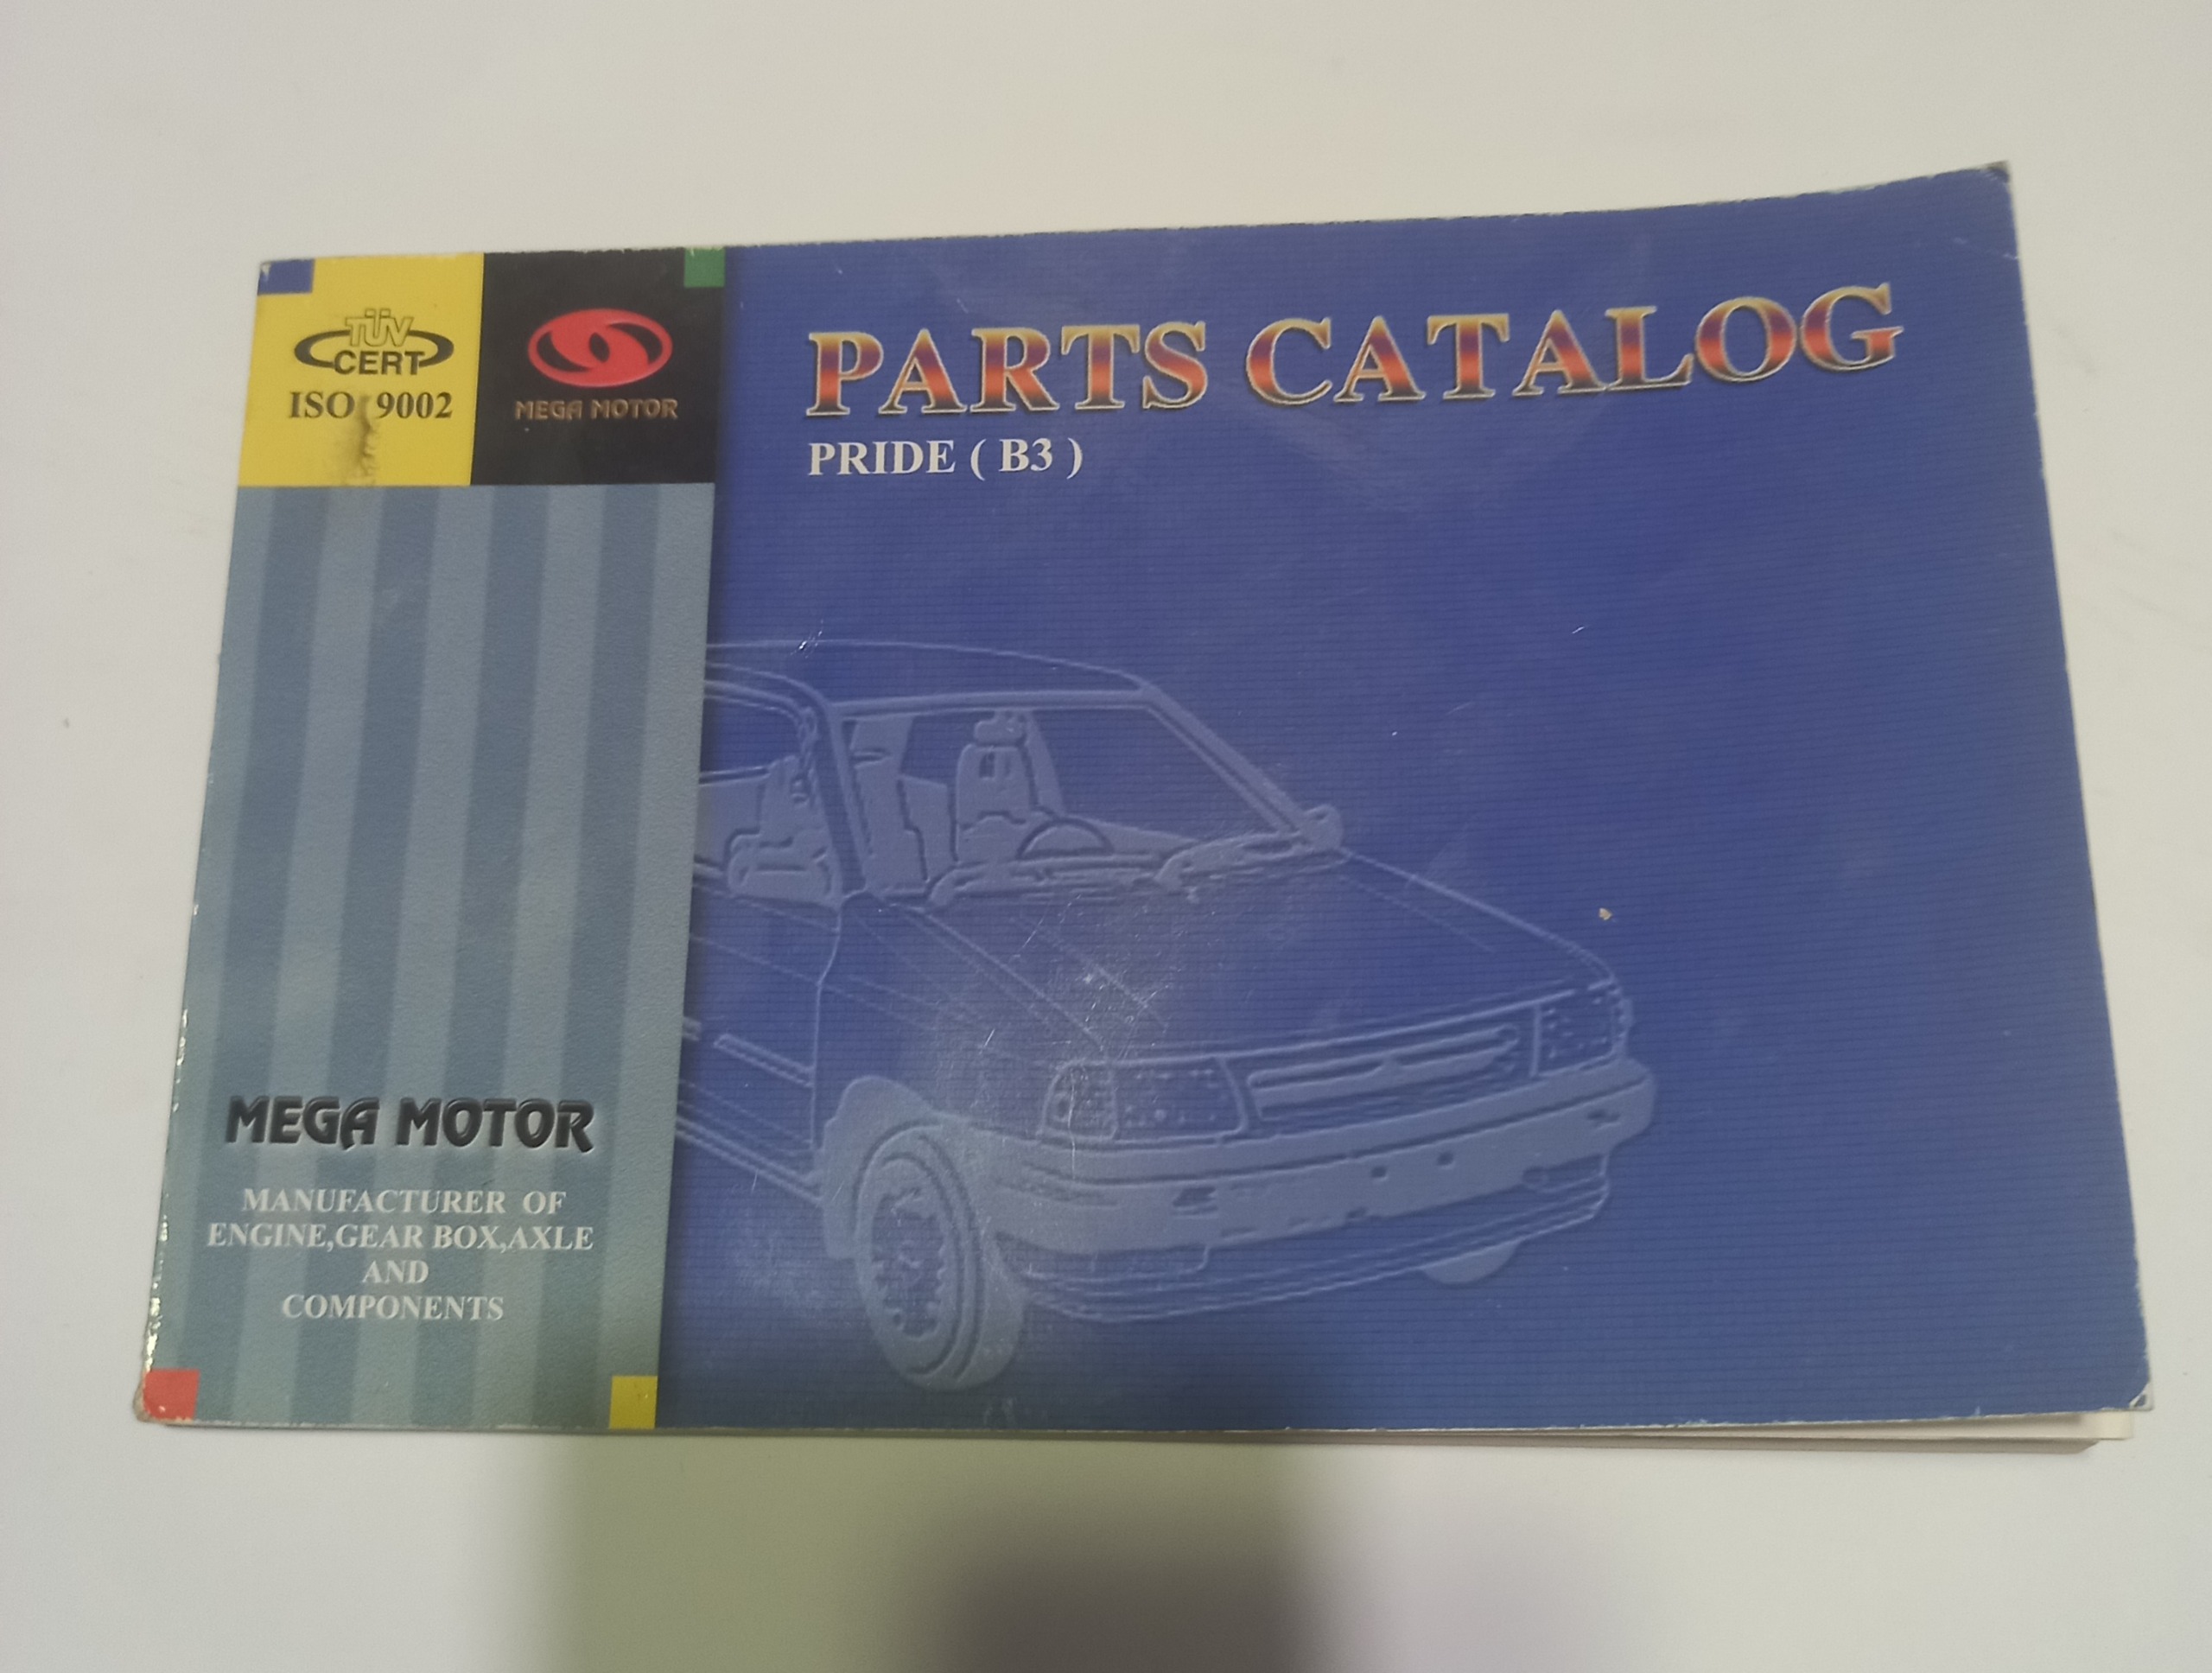 TÜV
CERT
ISO 9002
MEGA MOTOR
PARTS CATALOG
PRIDE ( B3 )
MEGA MOTOR
MANUFACTURER OF
ENGINE,GEAR BOX,AXLE
AND
COMPONENTS